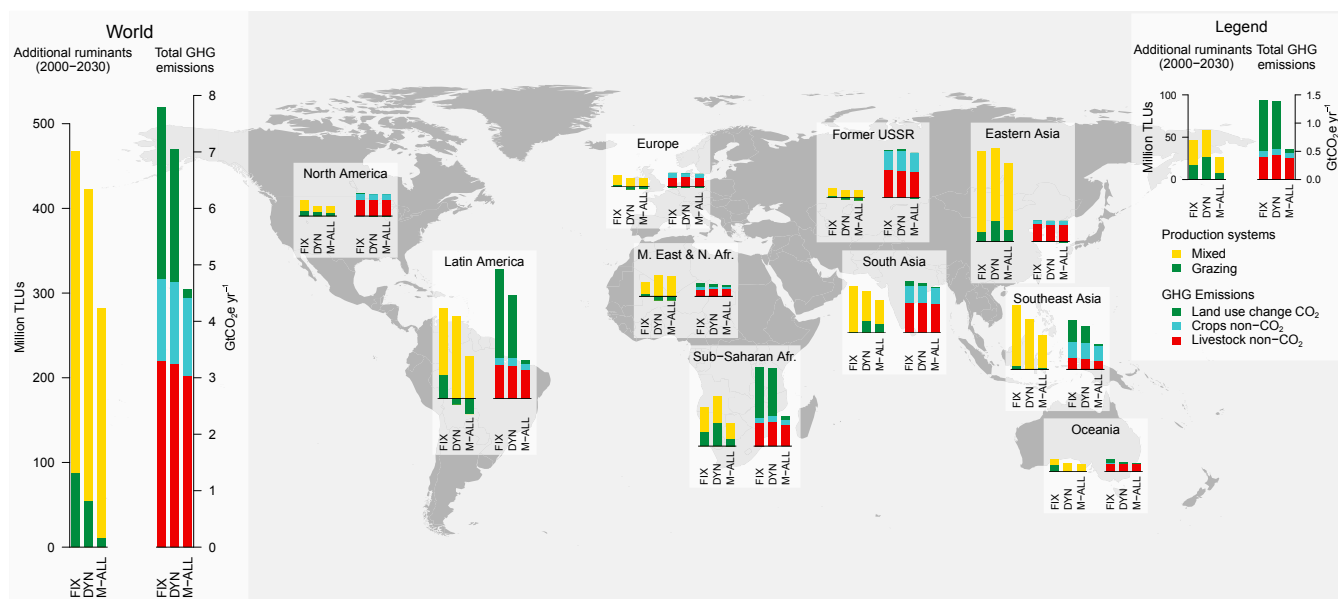 World
Additional ruminants
(2000−2030)
Total GHG
emissions
Million TLUs
500
400
300
200
100
0
8
7
6
5
4
3
2
1
0
GtCO2e yr−1
FIX
DYN
M−ALL
FIX
DYN
M−ALL
North America
FIX
DYN
M−ALL
FIX
DYN
M−ALL
Latin America
FIX
DYN
M−ALL
FIX
DYN
M−ALL
Europe
FIX
DYN
M−ALL
FIX
DYN
M−ALL
M. East & N. Afr.
FIX
DYN
M−ALL
FIX
DYN
M−ALL
Sub−Saharan Afr.
FIX
DYN
M−ALL
FIX
DYN
M−ALL
Former USSR
FIX
DYN
M−ALL
FIX
DYN
M−ALL
South Asia
FIX
DYN
M−ALL
FIX
DYN
M−ALL
Eastern Asia
FIX
DYN
M−ALL
FIX
DYN
M−ALL
Southeast Asia
FIX
DYN
M−ALL
FIX
DYN
M−ALL
Oceania
FIX
DYN
M−ALL
FIX
DYN
M−ALL
Legend
Additional ruminants
(2000−2030)
Total GHG
emissions
Million TLUs
100
50
0
1.5
1.0
0.5
0.0
GtCO2e yr−1
FIX
DYN
M−ALL
FIX
DYN
M−ALL
Production systems
Mixed
Grazing
GHG Emissions
Land use change CO2
Crops non−CO2
Livestock non−CO2